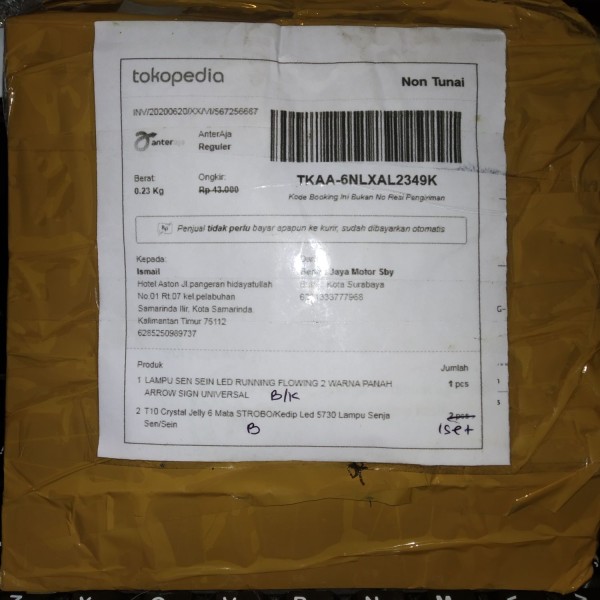 tokopedia
Non Tunai
INV/20200620/XX/VI/567256667
anteraja
AnterAja
Reguler
Berat:
0.23 Kg
Ongkir:
Rp 43.000
TKAA-6NLXAL2349K
Kode Booking Ini Bukan No Resi Pengiriman
Penjual tidak perlu bayar apapun ke kurir, sudah dibayarkan otomatis
Kepada:
Ismail
Hotel Aston Jl.pangeran hidayatullah
No.01 Rt.07 kel.pelabuhan
Samarinda Ilir, Kota Samarinda
Kalimantan Timur 75112
6285250989737
Jaya Motor Sby
Kota Surabaya
Produk
Jumlah
1 LAMPU SEN SEIN LED RUNNING FLOWING 2 WARNA PANAH
ARROW SIGN UNIVERSAL B/K
1 pcs
2 T10 Crystal Jelly 6 Mata STROBO/Kedip Led 5730 Lampu Senja
Sen/Sein B
2 pcs
1set